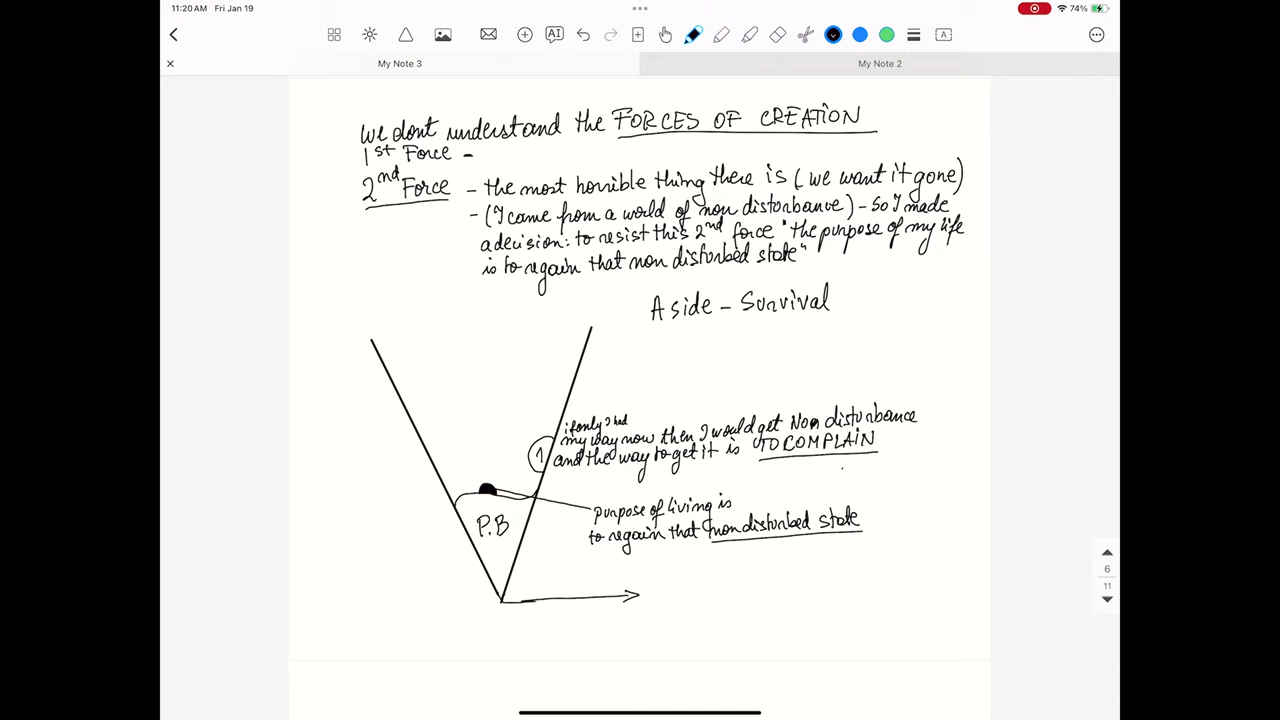 11:20AM Fri Jan 19
74%
My Note 3
My Note 2
We dont understand the FORCES OF CREATION
1st Force -
2nd Force - the most horrible thing there is (we want it gone)
- (I came from a world of non disturbance) - so I made
a decision: to resist this 2nd force "the purpose of my life
is to regain that non disturbed state"
Aside - Survival
if only I had
my way now then I would get Non disturbance
1 and the way to get it is TO COMPLAIN
purpose of living is
P.B
to regain that non disturbed state
6
11